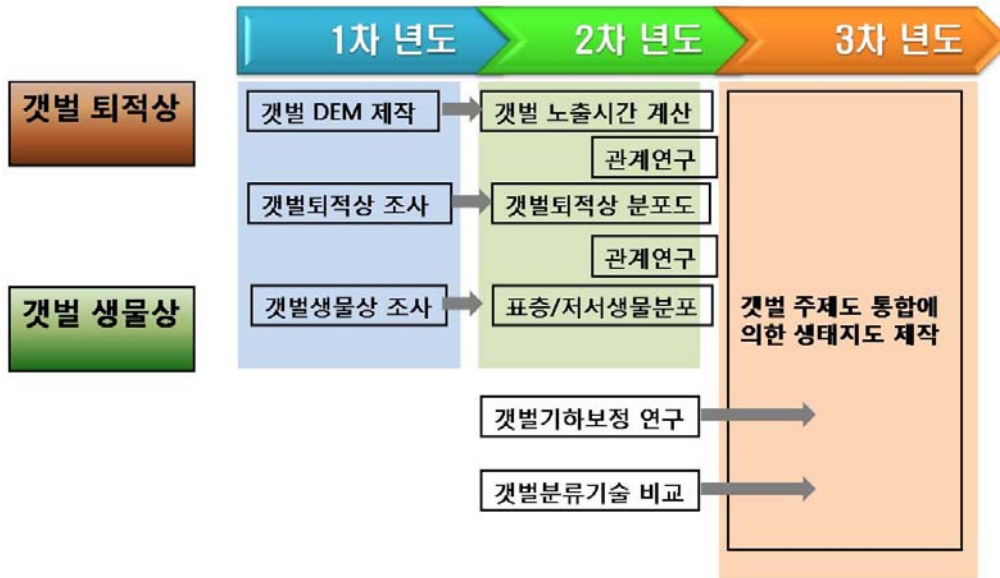 1차 년도
2차 년도
3차 년도
갯벌 퇴적상
갯벌 DEM 제작
갯벌 노출시간 계산
관계연구
갯벌퇴적상 조사
갯벌퇴적상 분포도
관계연구
갯벌 생물상
갯벌생물상 조사
표층/저서생물분포
갯벌 주제도 통합에
의한 생태지도 제작
갯벌기하보정 연구
갯벌분류기술 비교